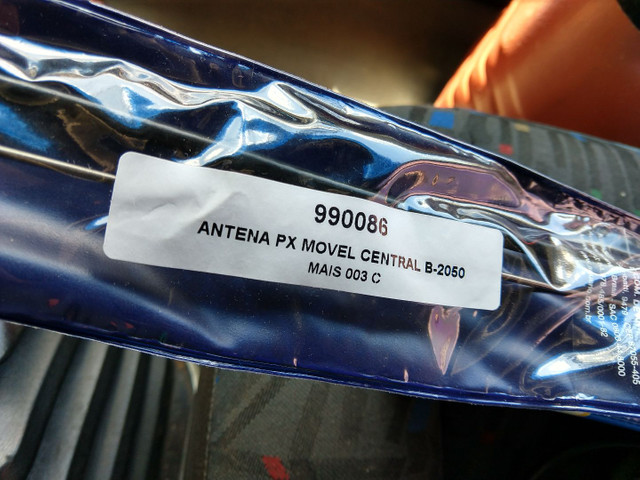 990086
ANTENA PX MOVEL CENTRAL B-2050
MAIS 003 C